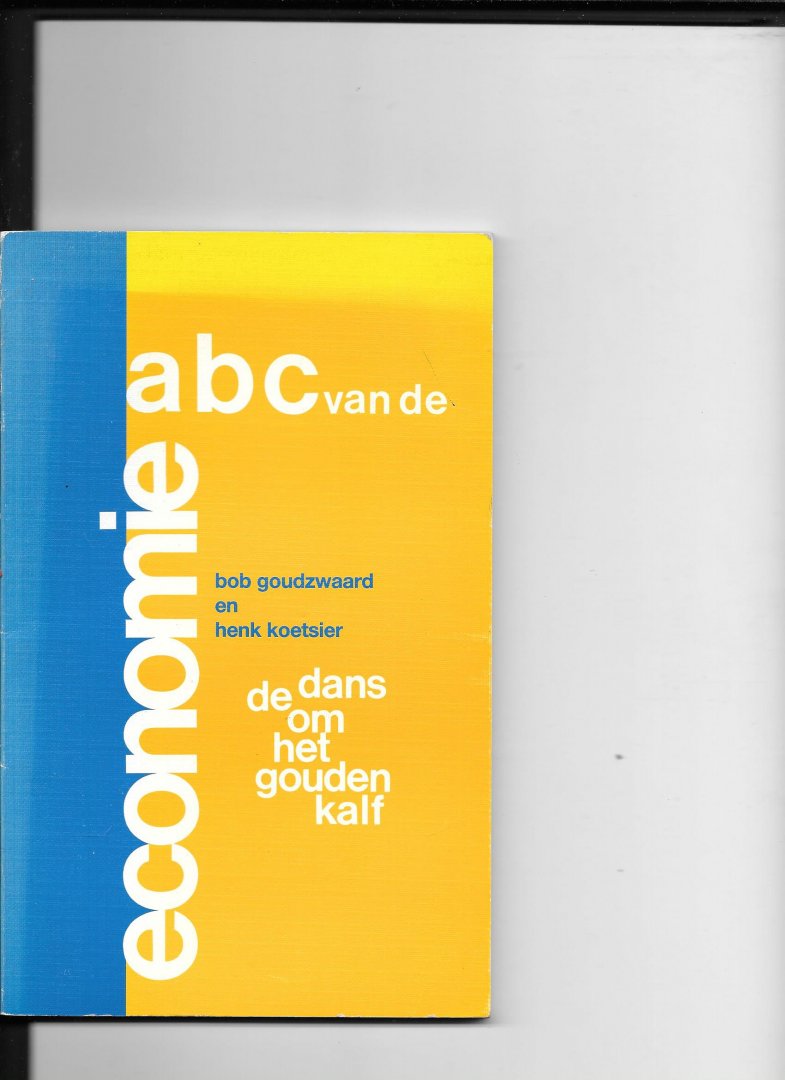 abc van de
economie
bob goudzwaard
en
henk koetsier
de dans
om
het
gouden
kalf